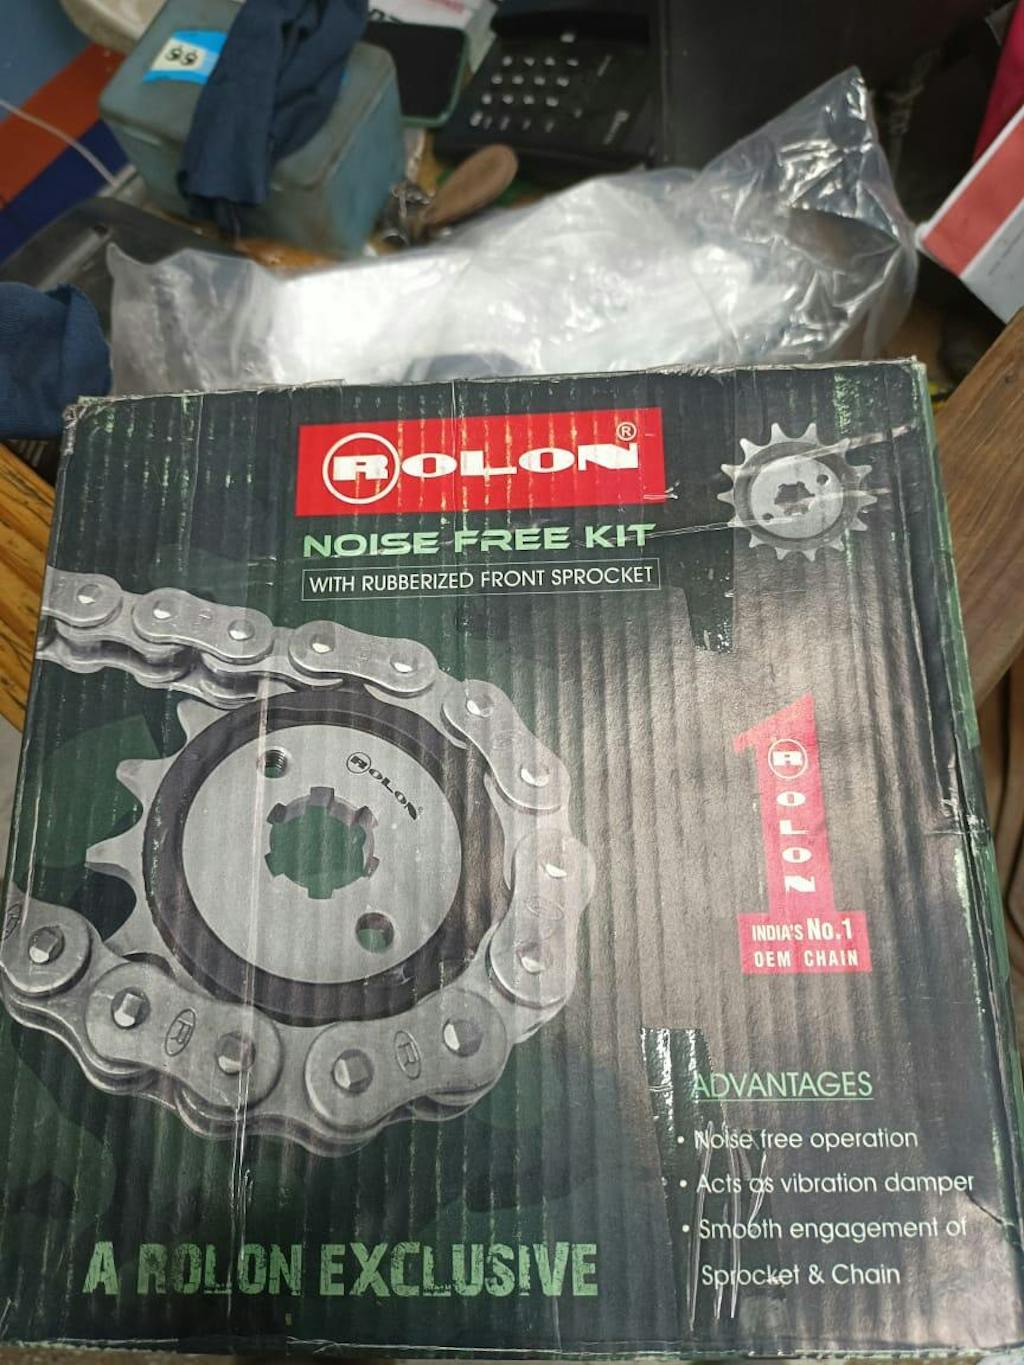 ROLON®
NOISE FREE KIT
WITH RUBBERIZED FRONT SPROCKET
ROLON
ROLON
INDIA'S No.1
OEM CHAIN
ADVANTAGES
• Noise free operation
• Acts as vibration damper
• Smooth engagement of
Sprocket & Chain
A ROLON EXCLUSIVE
R
R